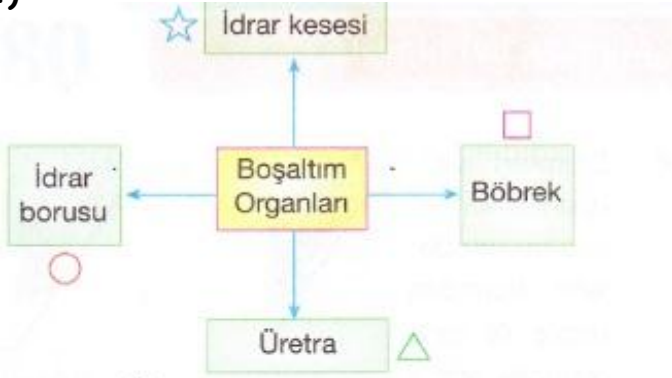 İdrar kesesi
İdrar
borusu
Boşaltım
Organları
Böbrek
Üretra